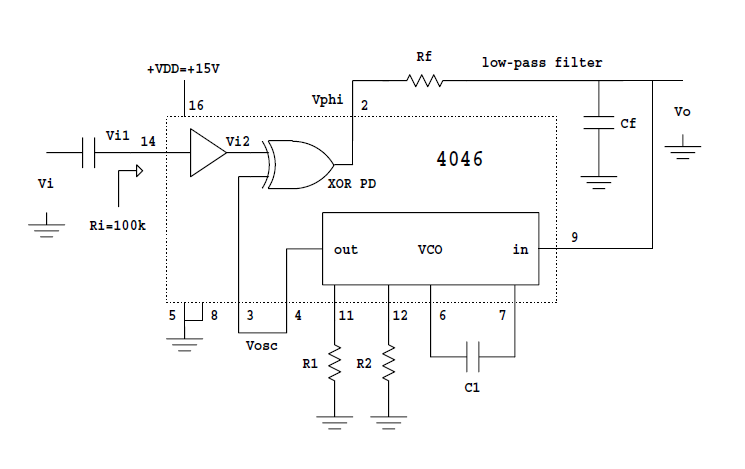 Rf
low-pass filter
+VDD=+15V
Vphi
2
16
Vo
Cf
Vi1
14
Vi2
4046
Vi
XOR PD
Ri=100k
9
out
VCO
in
5
8
3
4
11
12
6
7
Vosc
R1
R2
C1